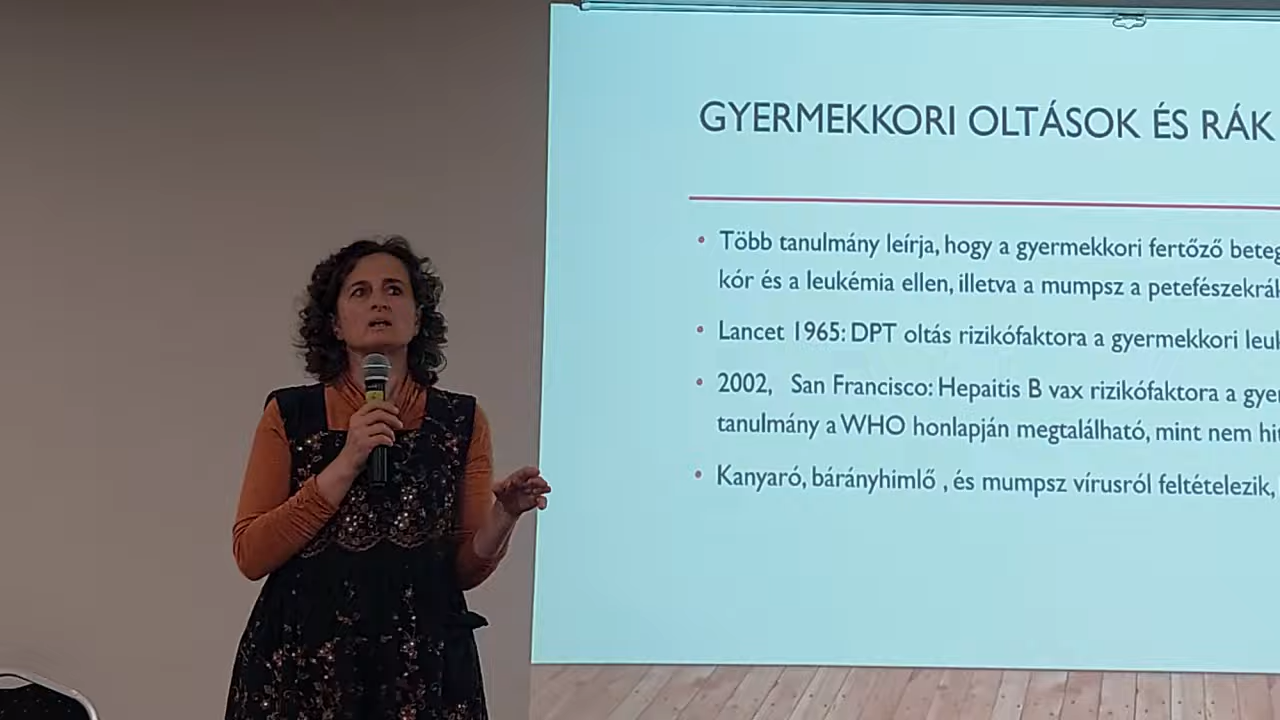 GYERMEKKORI OLTÁSOK ÉS RÁK
• Több tanulmány leírja, hogy a gyermekkori fertőző
kór és a leukémia ellen, illetva a mumpsz a
• Lancet 1965: DPT oltás rizikófaktora a gyermekkori
• 2002, San Francisco: Hepaitis B vax rizikófaktora a
tanulmány a WHO honlapján megtalálható, mint nem
• Kanyaró, bárányhimlő , és mumpsz vírusról feltételezik,